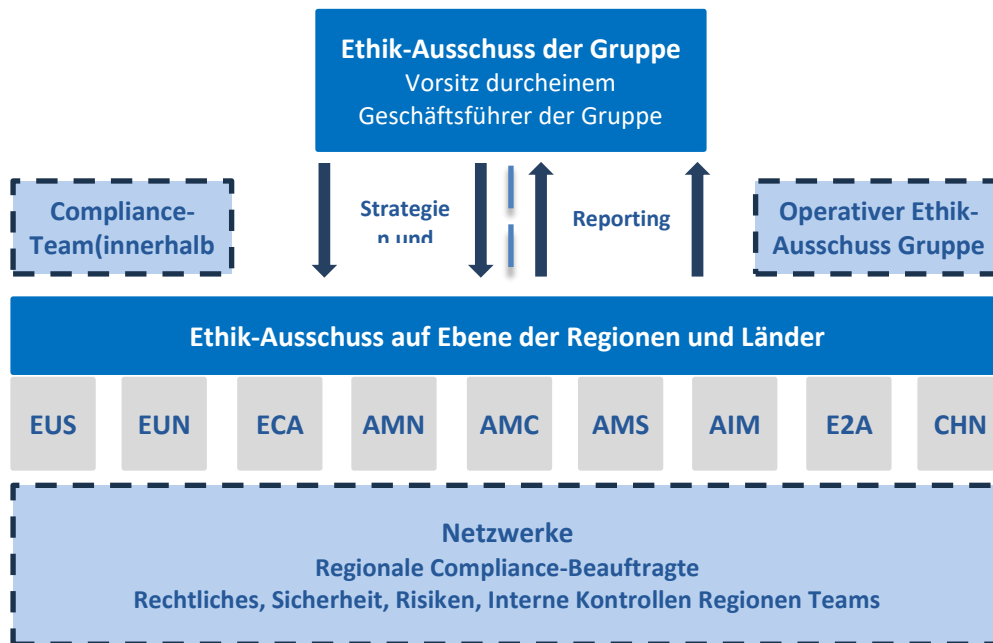 Ethik-Ausschuss der Gruppe
Vorsitz durcheinem
Geschäftsführer der Gruppe
Compliance-
Team(innerhalb
Strategie
n und
Reporting
Operativer Ethik-
Ausschuss Gruppe
Ethik-Ausschuss auf Ebene der Regionen und Länder
EUS EUN ECA AMN AMC AMS AIM E2A CHN
Netzwerke
Regionale Compliance-Beauftragte
Rechtliches, Sicherheit, Risiken, Interne Kontrollen Regionen Teams